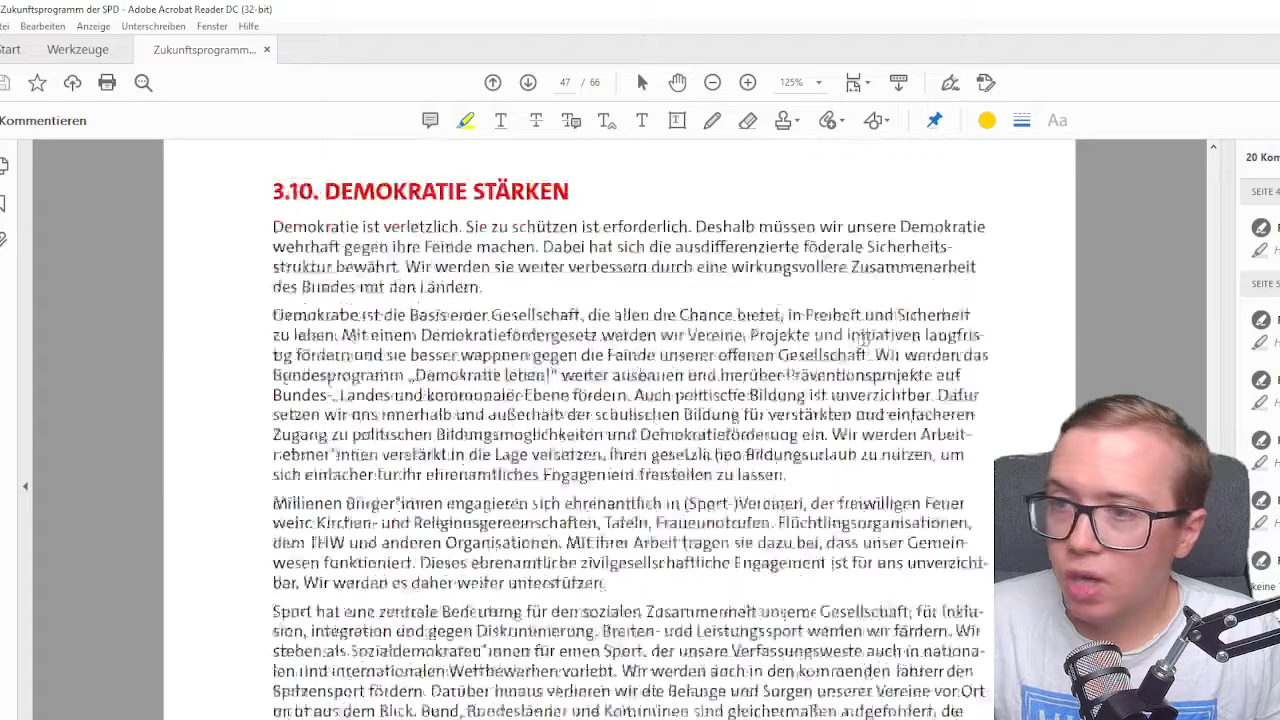 Zukunftsprogramm der SPD - Adobe Acrobat Reader DC (32-bit)
tei Bearbeiten Anzeige Unterschreiben Fenster Hilfe
tart Werkzeuge Zukunftsprogramm... ×
47 / 66 125%
Kommentieren
Aa
20 Kom
SEITE 4
SEITE 5
3.10. DEMOKRATIE STÄRKEN
Demokratie ist verletzlich. Sie zu schützen ist erforderlich. Deshalb müssen wir unsere Demokratie
wehrhaft gegen ihre Feinde machen. Dabei hat sich die ausdifferenzierte föderale Sicherheits-
struktur bewährt. Wir werden sie weiter verbessern durch eine wirkungsvollere Zusammenarbeit
des Bundes mit den Ländern.
ist die Basis einer Gesellschaft, die allen die Chance bietet, in Freiheit und Sicherheit
zu leben. Mit einem Demokratiefördergesetz werden wir Vereine, Projekte und Initiativen langfris-
tig fördern und sie besser wappnen gegen die Feinde unserer offenen Gesellschaft. Wir werden das
Bundesprogramm „Demokratie leben!" weiter ausbauen und hierüber Präventionsprojekte auf
Bundes-, Landes und kommunaler Ebene fördern. Auch politische Bildung ist unverzichtbar. Dafür
setzen wir uns innerhalb und außerhalb der schulischen Bildung für verstärkten und einfacheren
Zugang zu politischen Bildungsmöglichkeiten und Demokratieförderung ein. Wir werden Arbeit-
nehmer*innen verstärkt in die Lage versetzen, ihren gesetzlichen Bildungsurlaub zu nutzen, um
sich einfacher für ihr ehrenamtliches Engagement freistellen zu lassen.
Millionen Bürger*innen engagieren sich ehrenamtlich in (Sport-)Vereinen, der freiwilligen Feuer
wehr, Kirchen- und Religionsgemeinschaften, Tafeln, Frauennotrufen, Flüchtlingsorganisationen,
dem THW und anderen Organisationen. Mit ihrer Arbeit tragen sie dazu bei, dass unser Gemein-
wesen funktioniert. Dieses ehrenamtliche zivilgesellschaftliche Engagement ist für uns unverzicht-
bar. Wir werden es daher weiter unterstützen.
Sport hat eine zentrale Bedeutung für den sozialen Zusammenhalt unserer Gesellschaft, für Inklu-
sion, Integration und gegen Diskriminierung. Breiten- und Leistungssport werden wir fördern. Wir
stehen als Sozialdemokraten*innen für einen Sport, der unsere Verfassungswerte auch in nationa-
len und internationalen Wettbewerben vorlebt. Wir werden auch in den kommenden Jahren den
Spitzensport fördern. Darüber hinaus verlieren wir die Belange und Sorgen unserer Vereine vor Ort
nicht aus dem Blick. Bund, Bundesländer und Kommunen sind gleichermaßen aufgefordert, die